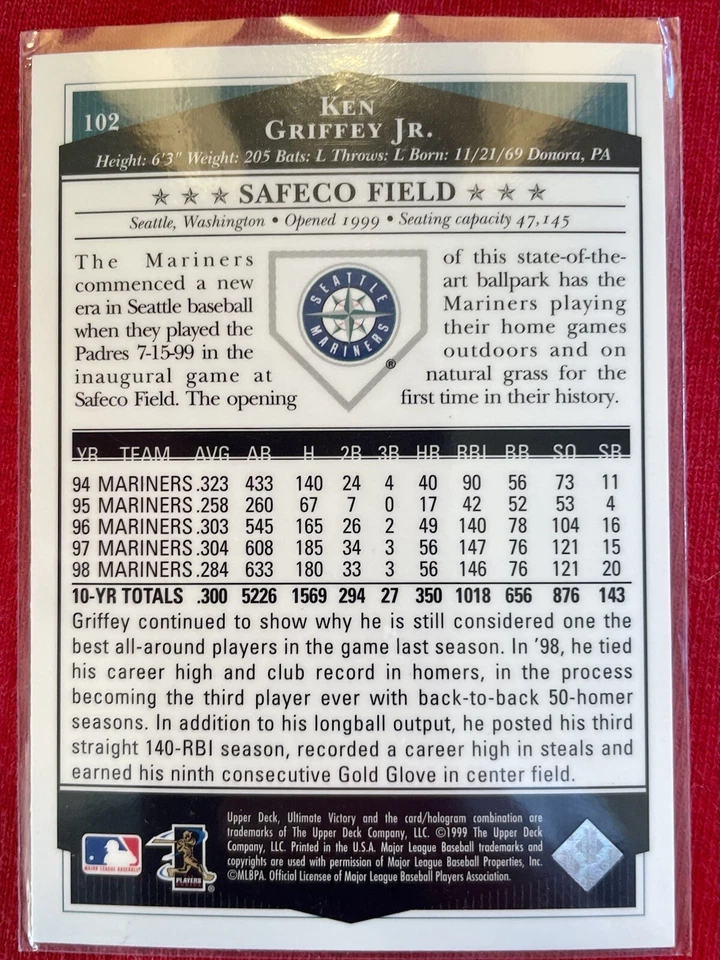 102
KEN
GRIFFEY JR.
Height: 6'3" Weight: 205 Bats: L Throws: L Born: 11/21/69 Donora, PA
SAFECO FIELD
Seattle, Washington • Opened 1999 • Seating capacity 47,145
The Mariners
commenced a new
era in Seattle baseball
when they played the
Padres 7-15-99 in the
inaugural game at
Safeco Field. The opening
SEATTLE
MARINERS
®
of this state-of-the-
art ballpark has the
Mariners playing
their home games
outdoors and on
natural grass for the
first time in their history.
YR TEAM AVG AB H 2B 3B HR RBI BB SO SB
94 MARINERS .323 433 140 24 4 40 90 56 73 11
95 MARINERS .258 260 67 7 0 17 42 52 53 4
96 MARINERS .303 545 165 26 2 49 140 78 104 16
97 MARINERS .304 608 185 34 3 56 147 76 121 15
98 MARINERS .284 633 180 33 3 56 146 76 121 20
10-YR TOTALS .300 5226 1569 294 27 350 1018 656 876 143
Griffey continued to show why he is still considered one the
best all-around players in the game last season. In '98, he tied
his career high and club record in homers, in the process
becoming the third player ever with back-to-back 50-homer
seasons. In addition to his longball output, he posted his third
straight 140-RBI season, recorded a career high in steals and
earned his ninth consecutive Gold Glove in center field.
Upper Deck, Ultimate Victory and the card/hologram combination are
trademarks of The Upper Deck Company, LLC. ©1999 The Upper Deck
Company, LLC. Printed in the U.S.A. Major League Baseball trademarks and
copyrights are used with permission of Major League Baseball Properties, Inc.
©MLBPA. Official Licensee of Major League Baseball Players Association.
MAJOR LEAGUE BASEBALL®
PLAYERS
®